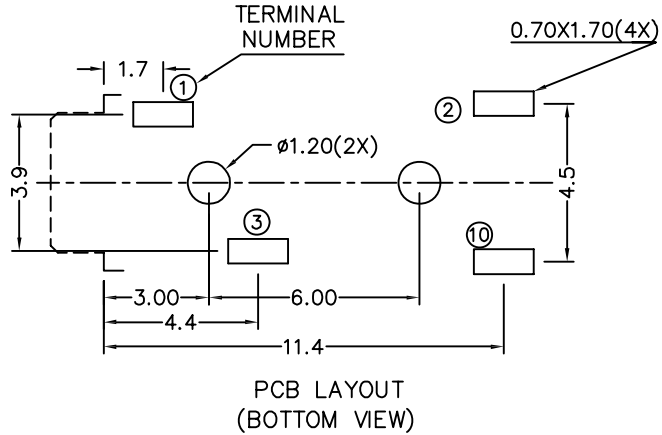 TERMINAL
NUMBER
0.70X1.70(4X)
1.7
1
2
ø1.20(2X)
3.9
4.5
3
10
3.00
6.00
4.4
11.4
PCB LAYOUT
(BOTTOM VIEW)